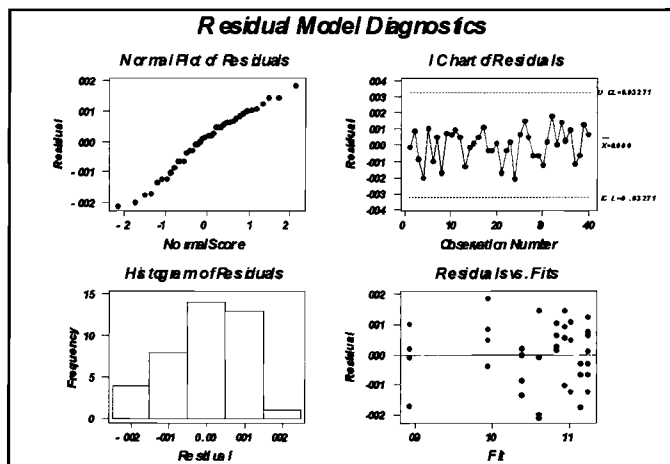 Residual Model Diagnostics
Normal Plot of Residuals
002
001
000
-001
-002
Residual
-2 -1 0 1 2
Normal Score
I Chart of Residuals
004
003
002
001
000
-001
-002
-003
-004
Residual
0 10 20 30 40
Observation Number
X=0.000
Histogram of Residuals
15
10
5
0
Frequency
-002 -001 0.00 001 002
Residual
Residuals vs. Fits
002
001
000
-001
-002
Residual
09 10 11
Fit